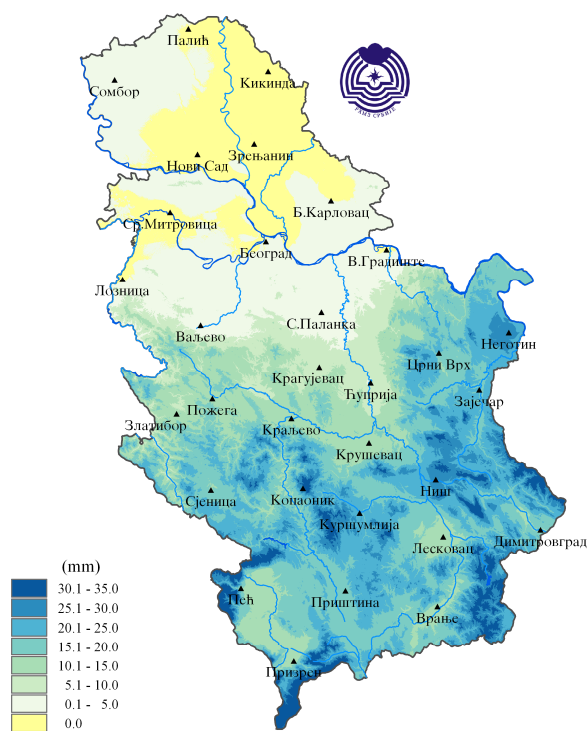 Палић
Кикинда
Сомбор
РХМЗ СРБИЈЕ
Зрењанин
Нови Сад
Б.Карловац
Ср.Митровица
Београд
В.Градиште
Лозница
С.Паланка
Ваљево
Неготин
Црни Врх
Крагујевац
Ћуприја
Зајечар
Пожега
Златибор
Краљево
Крушевац
Ниш
Сјеница
Копаоник
Куршумлија
Димитровград
Лесковац
(mm)
30.1 - 35.0
25.1 - 30.0
20.1 - 25.0
15.1 - 20.0
10.1 - 15.0
5.1 - 10.0
0.1 - 5.0
0.0
Пећ
Приштина
Врање
Призрен